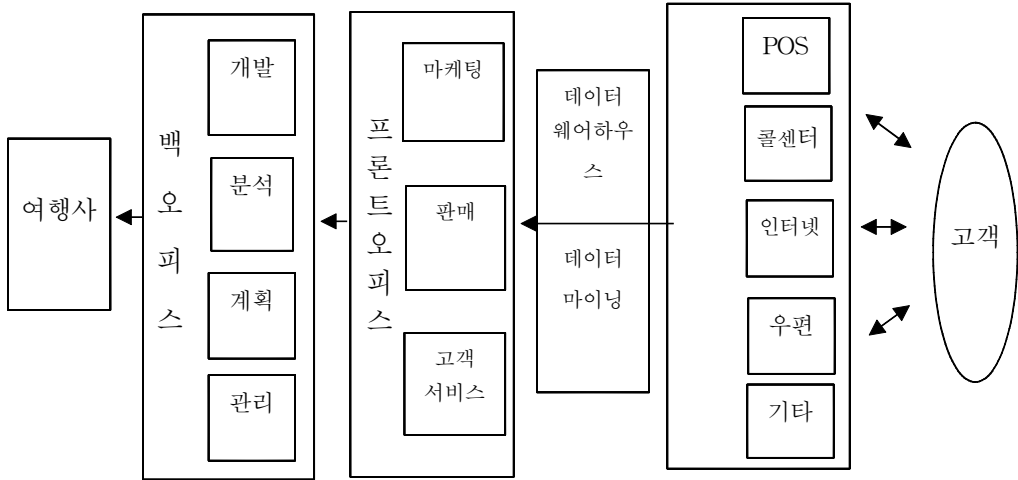 여행사
백오피스
개발
분석
계획
관리
프론트오피스
마케팅
판매
고객
서비스
데이터
웨어하우
스
데이터
마이닝
POS
콜센터
인터넷
우편
기타
고객